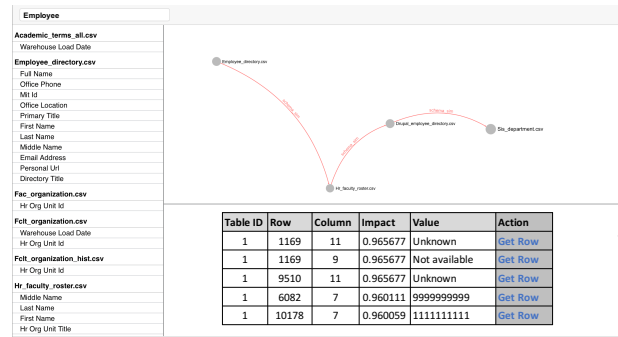 Employee
Academic_terms_all.csv
Warehouse Load Date
Employee_directory.csv
Full Name
Office Phone
Mit Id
Office Location
Primary Title
First Name
Last Name
Middle Name
Email Address
Personal Url
Directory Title
Fac_organization.csv
Hr Org Unit Id
Fclt_organization.csv
Warehouse Load Date
Hr Org Unit Id
Fclt_organization_hist.csv
Hr Org Unit Id
Hr_faculty_roster.csv
Middle Name
Last Name
First Name
Hr Org Unit Title
Employee_directory.csv
schema_sim
Drupal_employee_directory.csv
schema_sim
Sis_department.csv
schema_sim
Hr_faculty_roster.csv
Table ID Row Column Impact Value Action
1 1169 11 0.965677 Unknown Get Row
1 1169 9 0.965677 Not available Get Row
1 9510 11 0.965677 Unknown Get Row
1 6082 7 0.960111 9999999999 Get Row
1 10178 7 0.960059 1111111111 Get Row